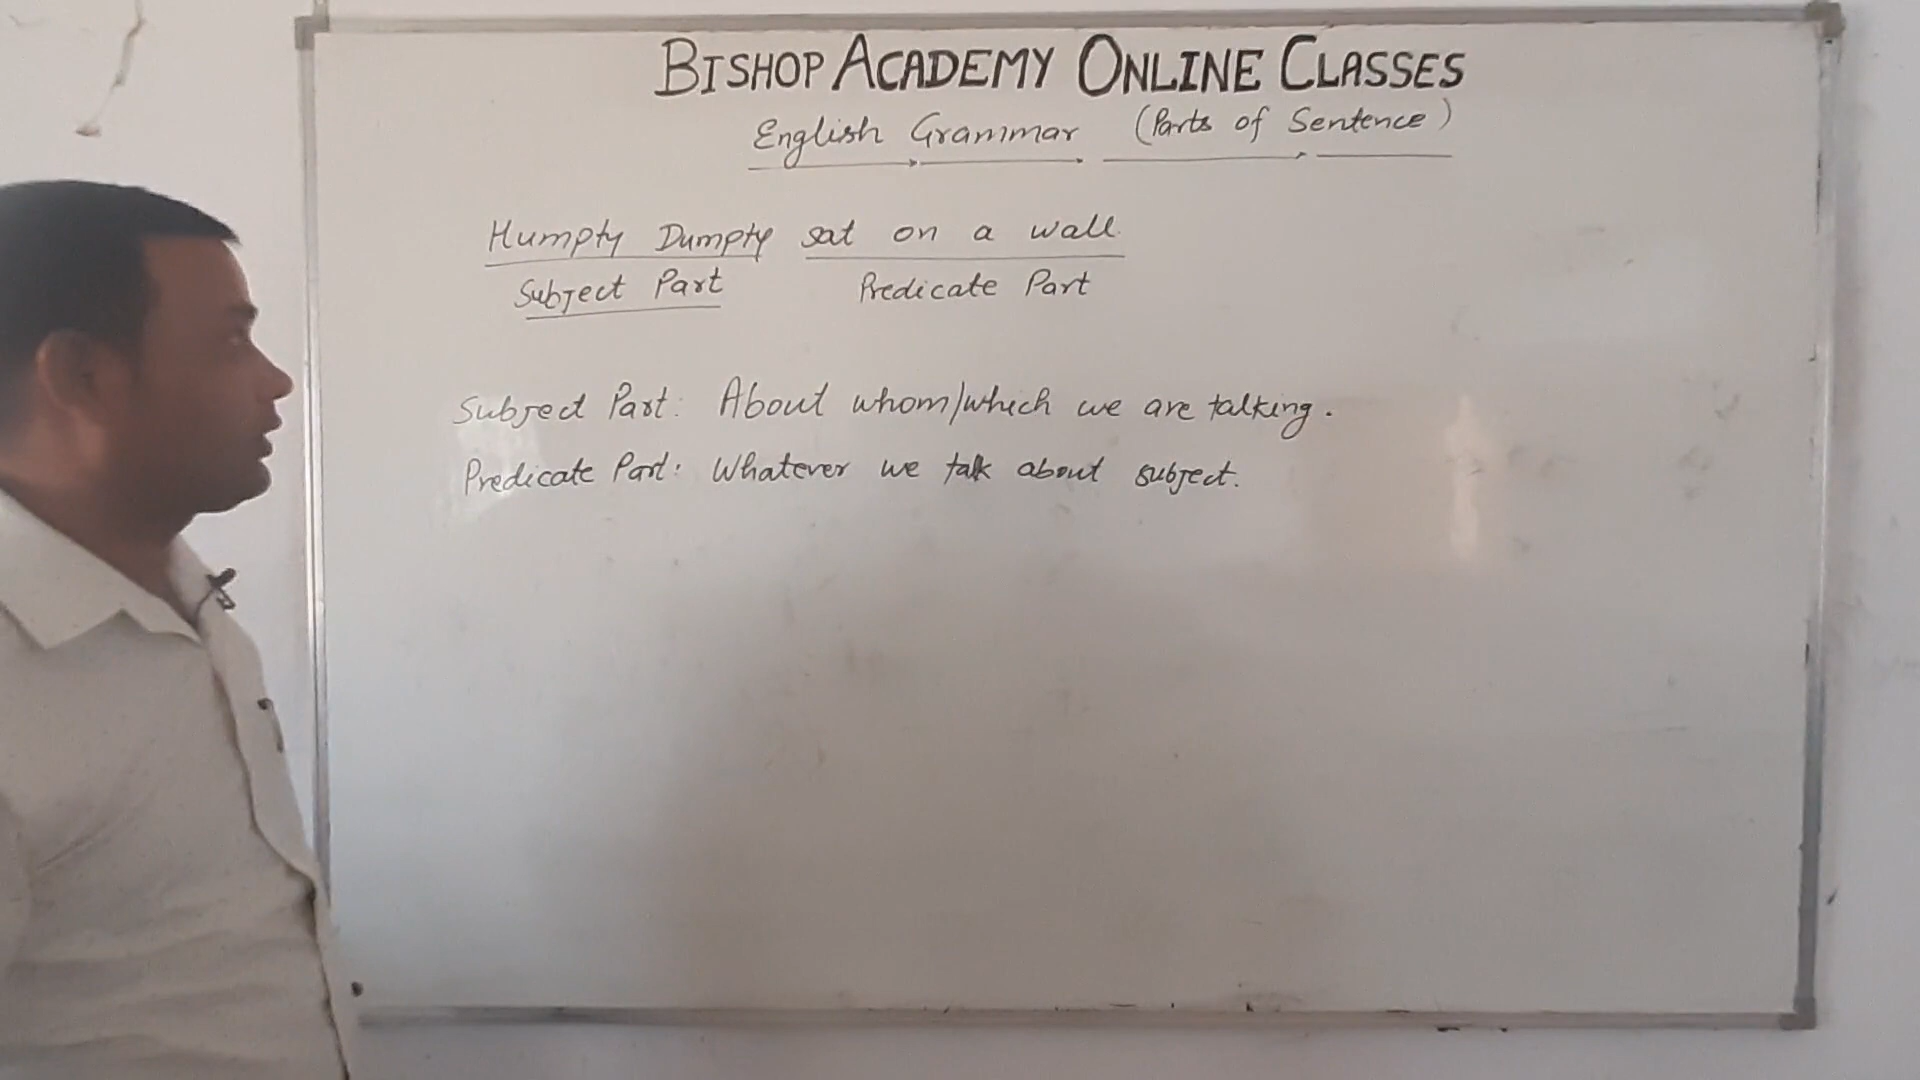 BISHOP ACADEMY ONLINE CLASSES
English Grammar (Parts of Sentence)
Humpty Dumpty sat on a wall.
Subject Part Predicate Part
Subject Part: About whom/which we are talking.
Predicate Part: Whatever we talk about subject.